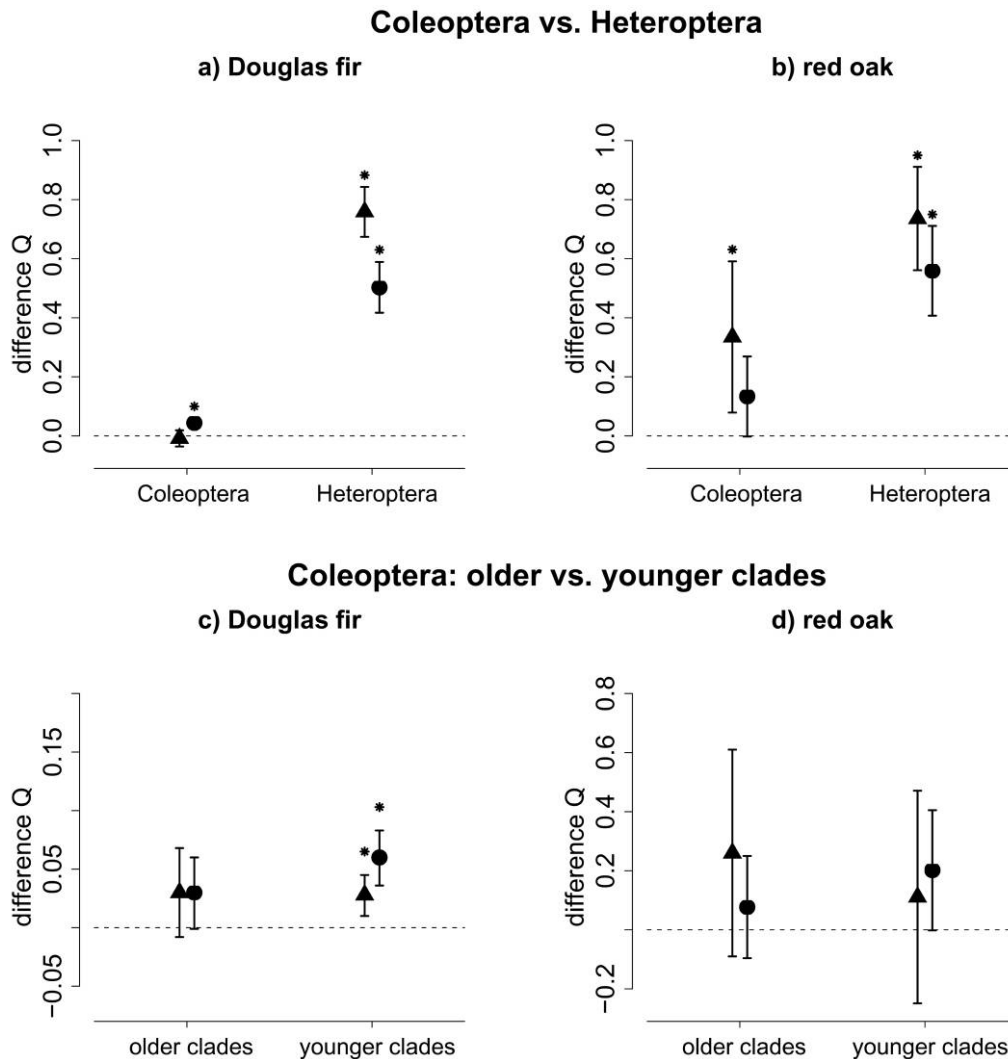 Coleoptera vs. Heteroptera
a) Douglas fir
b) red oak
difference Q
1.0
0.8
0.6
0.4
0.2
0.0
* * *
Coleoptera Heteroptera
difference Q
1.0
0.8
0.6
0.4
0.2
0.0
* * *
Coleoptera Heteroptera
Coleoptera: older vs. younger clades
c) Douglas fir
d) red oak
difference Q
0.15
0.05
−0.05
* *
older clades younger clades
difference Q
0.8
0.6
0.4
0.2
−0.2
older clades younger clades